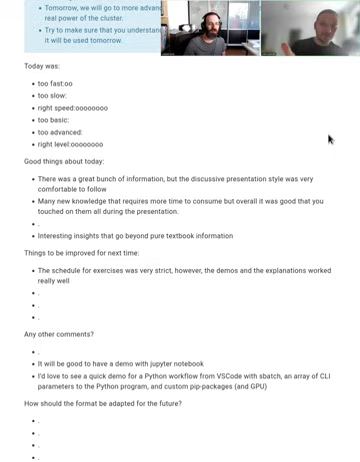 Tomorrow, we will go to more advanc
real power of the cluster.
Try to make sure that you understan
it will be used tomorrow.
Today was:
too fast:oo
too slow:
right speed:oooooooo
too basic:
too advanced:
right level:oooooooo
Good things about today:
There was a great bunch of information, but the discussive presentation style was very
comfortable to follow
Many new knowledge that requires more time to consume but overall it was good that you
touched on them all during the presentation.
.
Interesting insights that go beyond pure textbook information
Things to be improved for next time:
The schedule for exercises was very strict, however, the demos and the explanations worked
really well
.
.
.
Any other comments?
.
It will be good to have a demo with jupyter notebook
I'd love to see a quick demo for a Python workflow from VSCode with sbatch, an array of CLI
parameters to the Python program, and custom pip-packages (and GPU)
How should the format be adapted for the future?
.
.
.
.